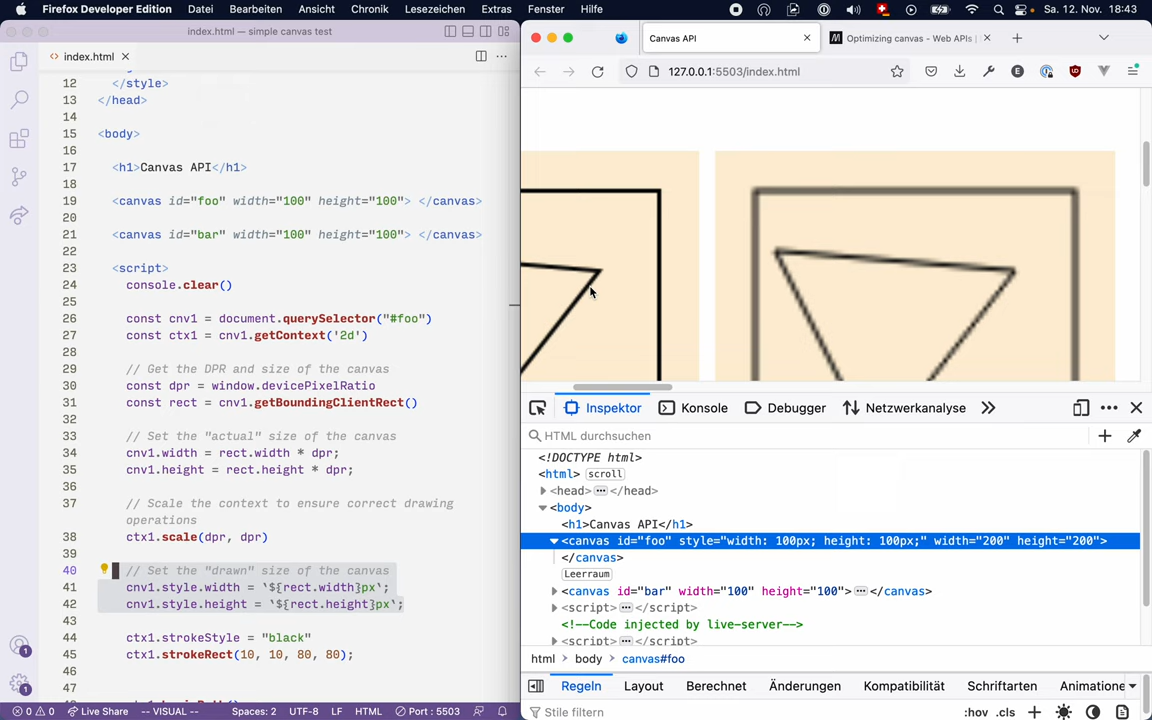 Firefox Developer Edition Datei Bearbeiten Ansicht Chronik Lesezeichen Extras Fenster Hilfe Sa. 12. Nov. 18:43
index.html — simple canvas test
index.html
12 </style>
13 </head>
14
15 <body>
16
17 <h1>Canvas API</h1>
18
19 <canvas id="foo" width="100" height="100"> </canvas>
20
21 <canvas id="bar" width="100" height="100"> </canvas>
22
23 <script>
24 console.clear()
25
26 const cnv1 = document.querySelector("#foo")
27 const ctx1 = cnv1.getContext('2d')
28
29 // Get the DPR and size of the canvas
30 const dpr = window.devicePixelRatio
31 const rect = cnv1.getBoundingClientRect()
32
33 // Set the "actual" size of the canvas
34 cnv1.width = rect.width * dpr;
35 cnv1.height = rect.height * dpr;
36
37 // Scale the context to ensure correct drawing
operations
38 ctx1.scale(dpr, dpr)
39
40 // Set the "drawn" size of the canvas
41 cnv1.style.width = `${rect.width}px`;
42 cnv1.style.height = `${rect.height}px`;
43
44 ctx1.strokeStyle = "black"
45 ctx1.strokeRect(10, 10, 80, 80);
46
47
0 0 Live Share -- VISUAL -- Spaces: 2 UTF-8 LF HTML Port : 5503
Canvas API
Optimizing canvas - Web APIs |
127.0.0.1:5503/index.html
Inspektor Konsole Debugger Netzwerkanalyse
HTML durchsuchen
<!DOCTYPE html>
<html> scroll
<head> </head>
<body>
<h1>Canvas API</h1>
<canvas id="foo" style="width: 100px; height: 100px;" width="200" height="200">
</canvas>
Leerraum
<canvas id="bar" width="100" height="100"> </canvas>
<script> </script>
<!--Code injected by live-server-->
<script> </script>
html body canvas#foo
Regeln Layout Berechnet Änderungen Kompatibilität Schriftarten Animatione
Stile filtern :hov .cls